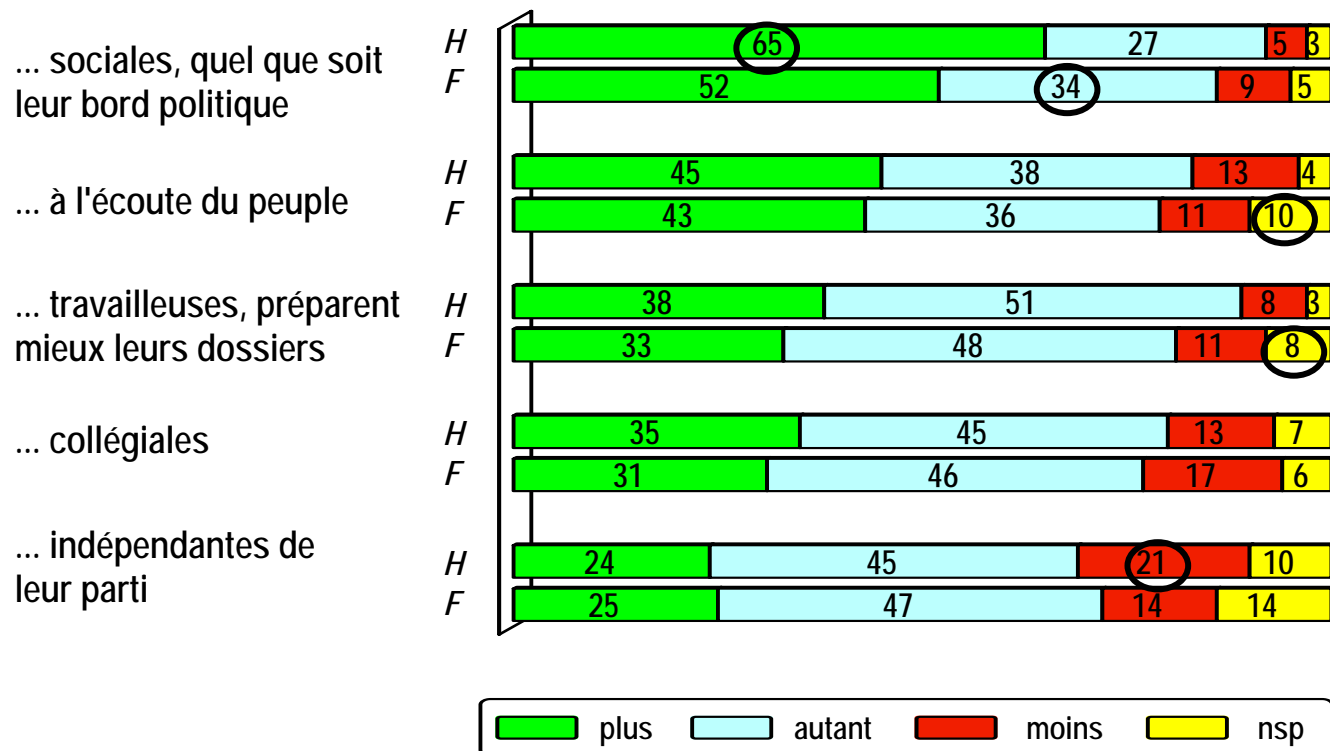 ... sociales, quel que soit
leur bord politique
H 65 27 5 3
F 52 34 9 5
... à l'écoute du peuple
H 45 38 13 4
F 43 36 11 10
... travailleuses, préparent
mieux leurs dossiers
H 38 51 8 3
F 33 48 11 8
... collégiales
H 35 45 13 7
F 31 46 17 6
... indépendantes de
leur parti
H 24 45 21 10
F 25 47 14 14
plus autant moins nsp